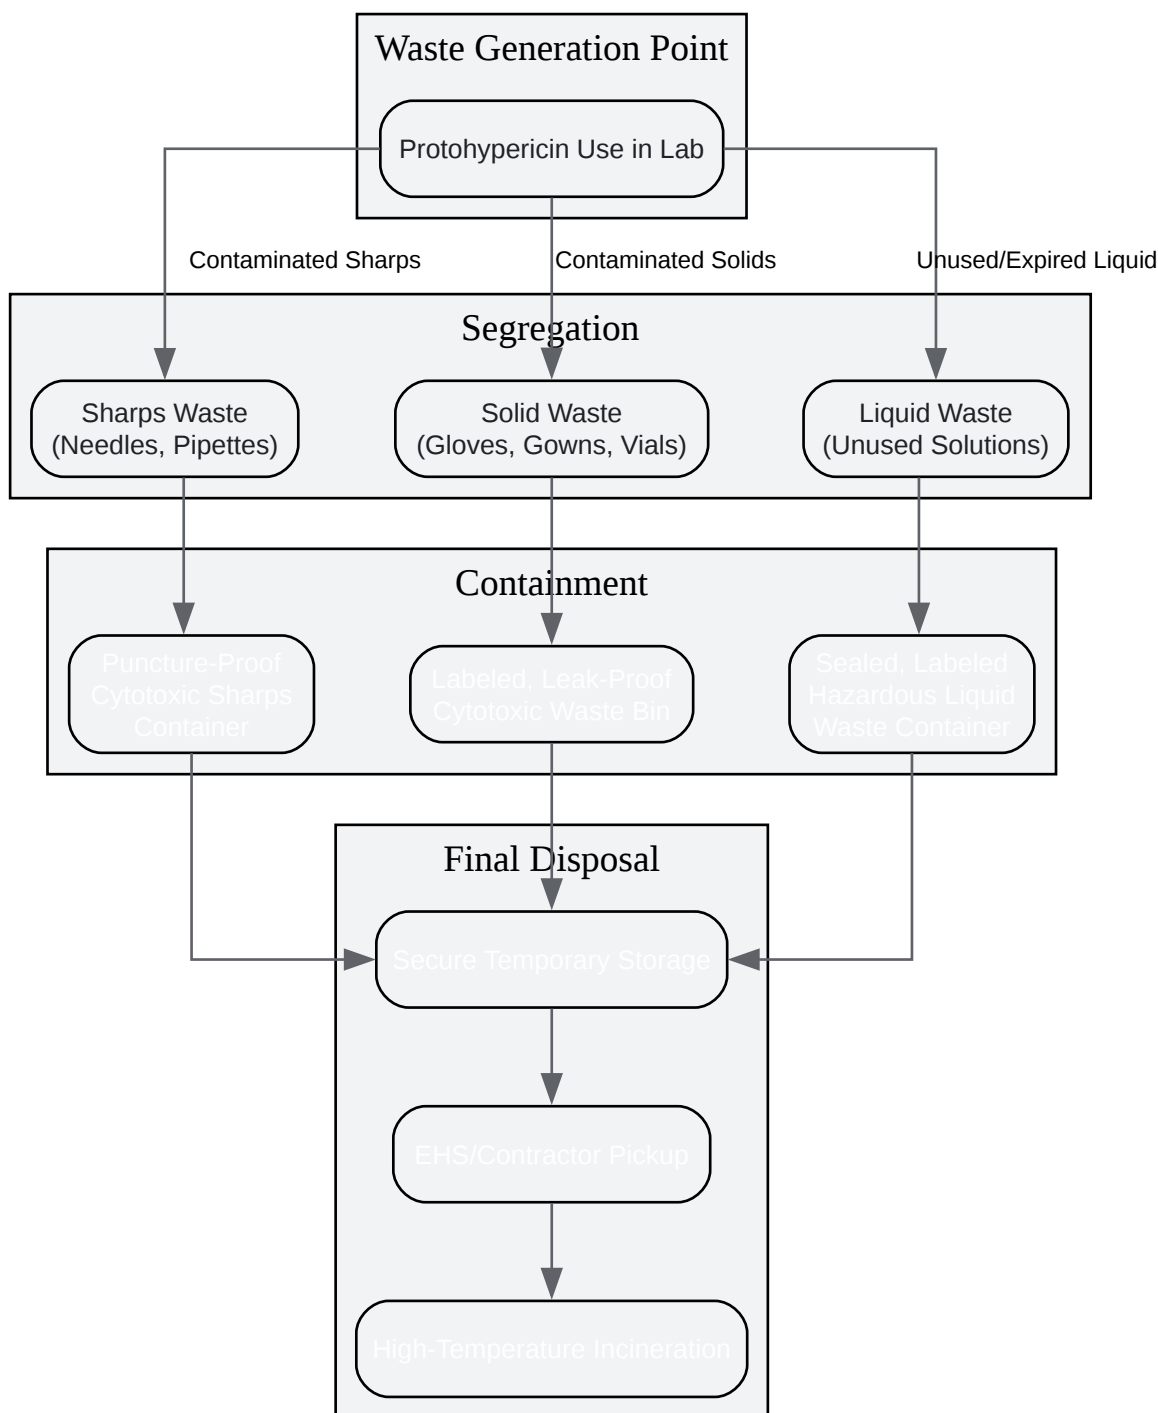 Waste Generation Point
Protohypericin Use in Lab
Contaminated Sharps
Contaminated Solids
Unused/Expired Liquid
Segregation
Sharps Waste
(Needles, Pipettes)
Solid Waste
(Gloves, Gowns, Vials)
Liquid Waste
(Unused Solutions)
Containment
Puncture-Proof
Cytotoxic Sharps
Container
Labeled, Leak-Proof
Cytotoxic Waste Bin
Sealed, Labeled
Hazardous Liquid
Waste Container
Final Disposal
Secure Temporary Storage
EHS/Contractor Pickup
High-Temperature Incineration